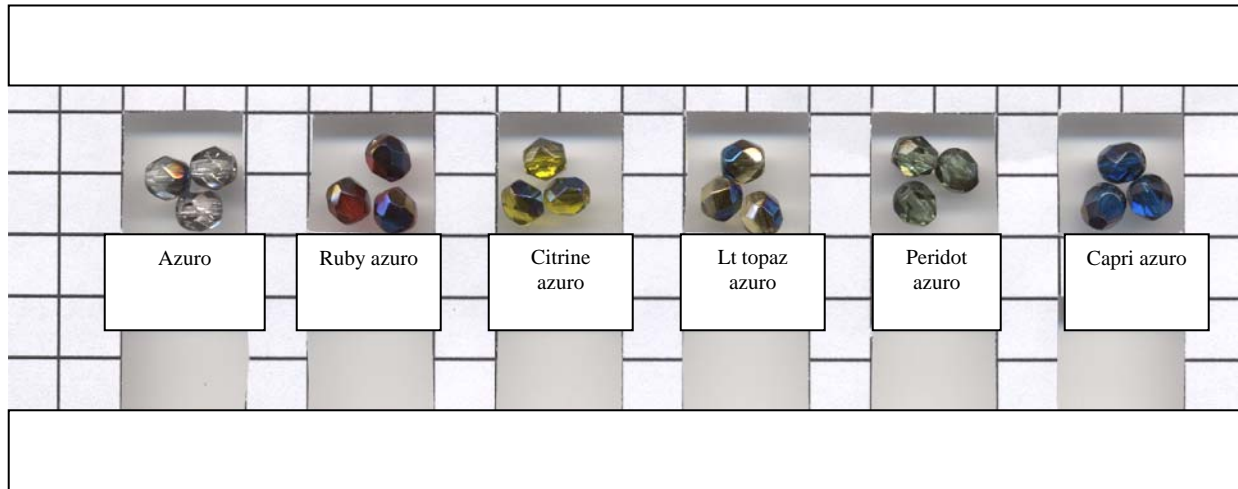 Azuro
Ruby azuro
Citrine
azuro
Lt topaz
azuro
Peridot
azuro
Capri azuro